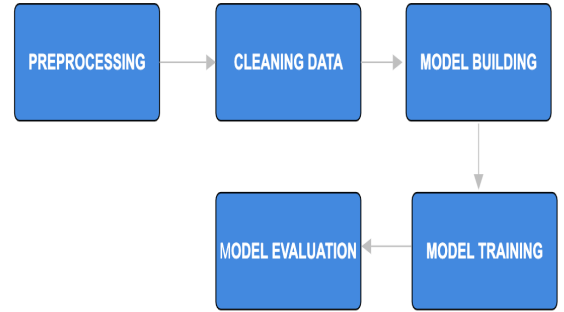 PREPROCESSING
CLEANING DATA
MODEL BUILDING
MODEL TRAINING
MODEL EVALUATION